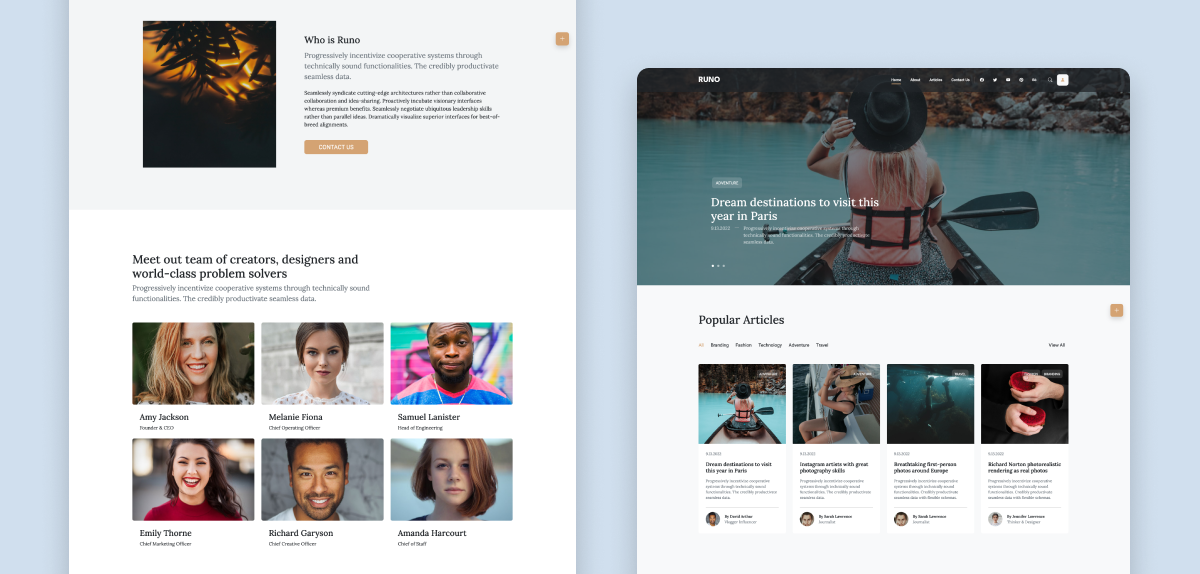 Who is Runo
Progressively incentivize cooperative systems through
technically sound functionalities. The credibly productivate
seamless data.
Seamlessly syndicate cutting-edge architectures rather than collaborative
collaboration and idea-sharing. Proactively incubate visionary interfaces
whereas premium benefits. Seamlessly negotiate ubiquitous leadership skills
rather than parallel ideas. Dramatically visualize superior interfaces for best-of-
breed alignments.
CONTACT US
+
Meet out team of creators, designers and
world-class problem solvers
Progressively incentivize cooperative systems through technically sound
functionalities. The credibly productivate seamless data.
Amy Jackson
Founder & CEO
Melanie Fiona
Chief Operating Officer
Samuel Lanister
Head of Engineering
Emily Thorne
Chief Marketing Officer
Richard Garyson
Chief Creative Officer
Amanda Harcourt
Chief of Staff
RUNO
Home About Articles Contact Us
ADVENTURE
Dream destinations to visit this
year in Paris
9.13.2022
Progressively incentivize cooperative systems through
technically sound functionalities. The credibly productivate
seamless data.
+
Popular Articles
All Branding Fashion Technology Adventure Travel
View All
ADVENTURE
9.13.2022
Dream destinations to visit
this year in Paris
Progressively incentivize cooperative
systems through technically sound
functionalities. The credibly productivate
seamless data.
By David Arthur
Vlogger Influencer
ADVENTURE
9.13.2022
Instagram artists with great
photography skills
Progressively incentivize cooperative
systems through technically sound
functionalities. The credibly productivate
seamless data.
By Sarah Lawrence
Journalist
TRAVEL
9.13.2022
Breathtaking first-person
photos around Europe
Progressively incentivize cooperative
systems through technically sound
functionalities. Credibly productivate
seamless data.
By Sarah Lawrence
Journalist
BRANDING
9.13.2022
Richard Norton photorealistic
rendering as real photos
Progressively incentivize cooperative
systems through technically sound
functionalities. Credibly productivate
data with flexible schemas.
By Jennifer Lawrence
Thinker & Designer